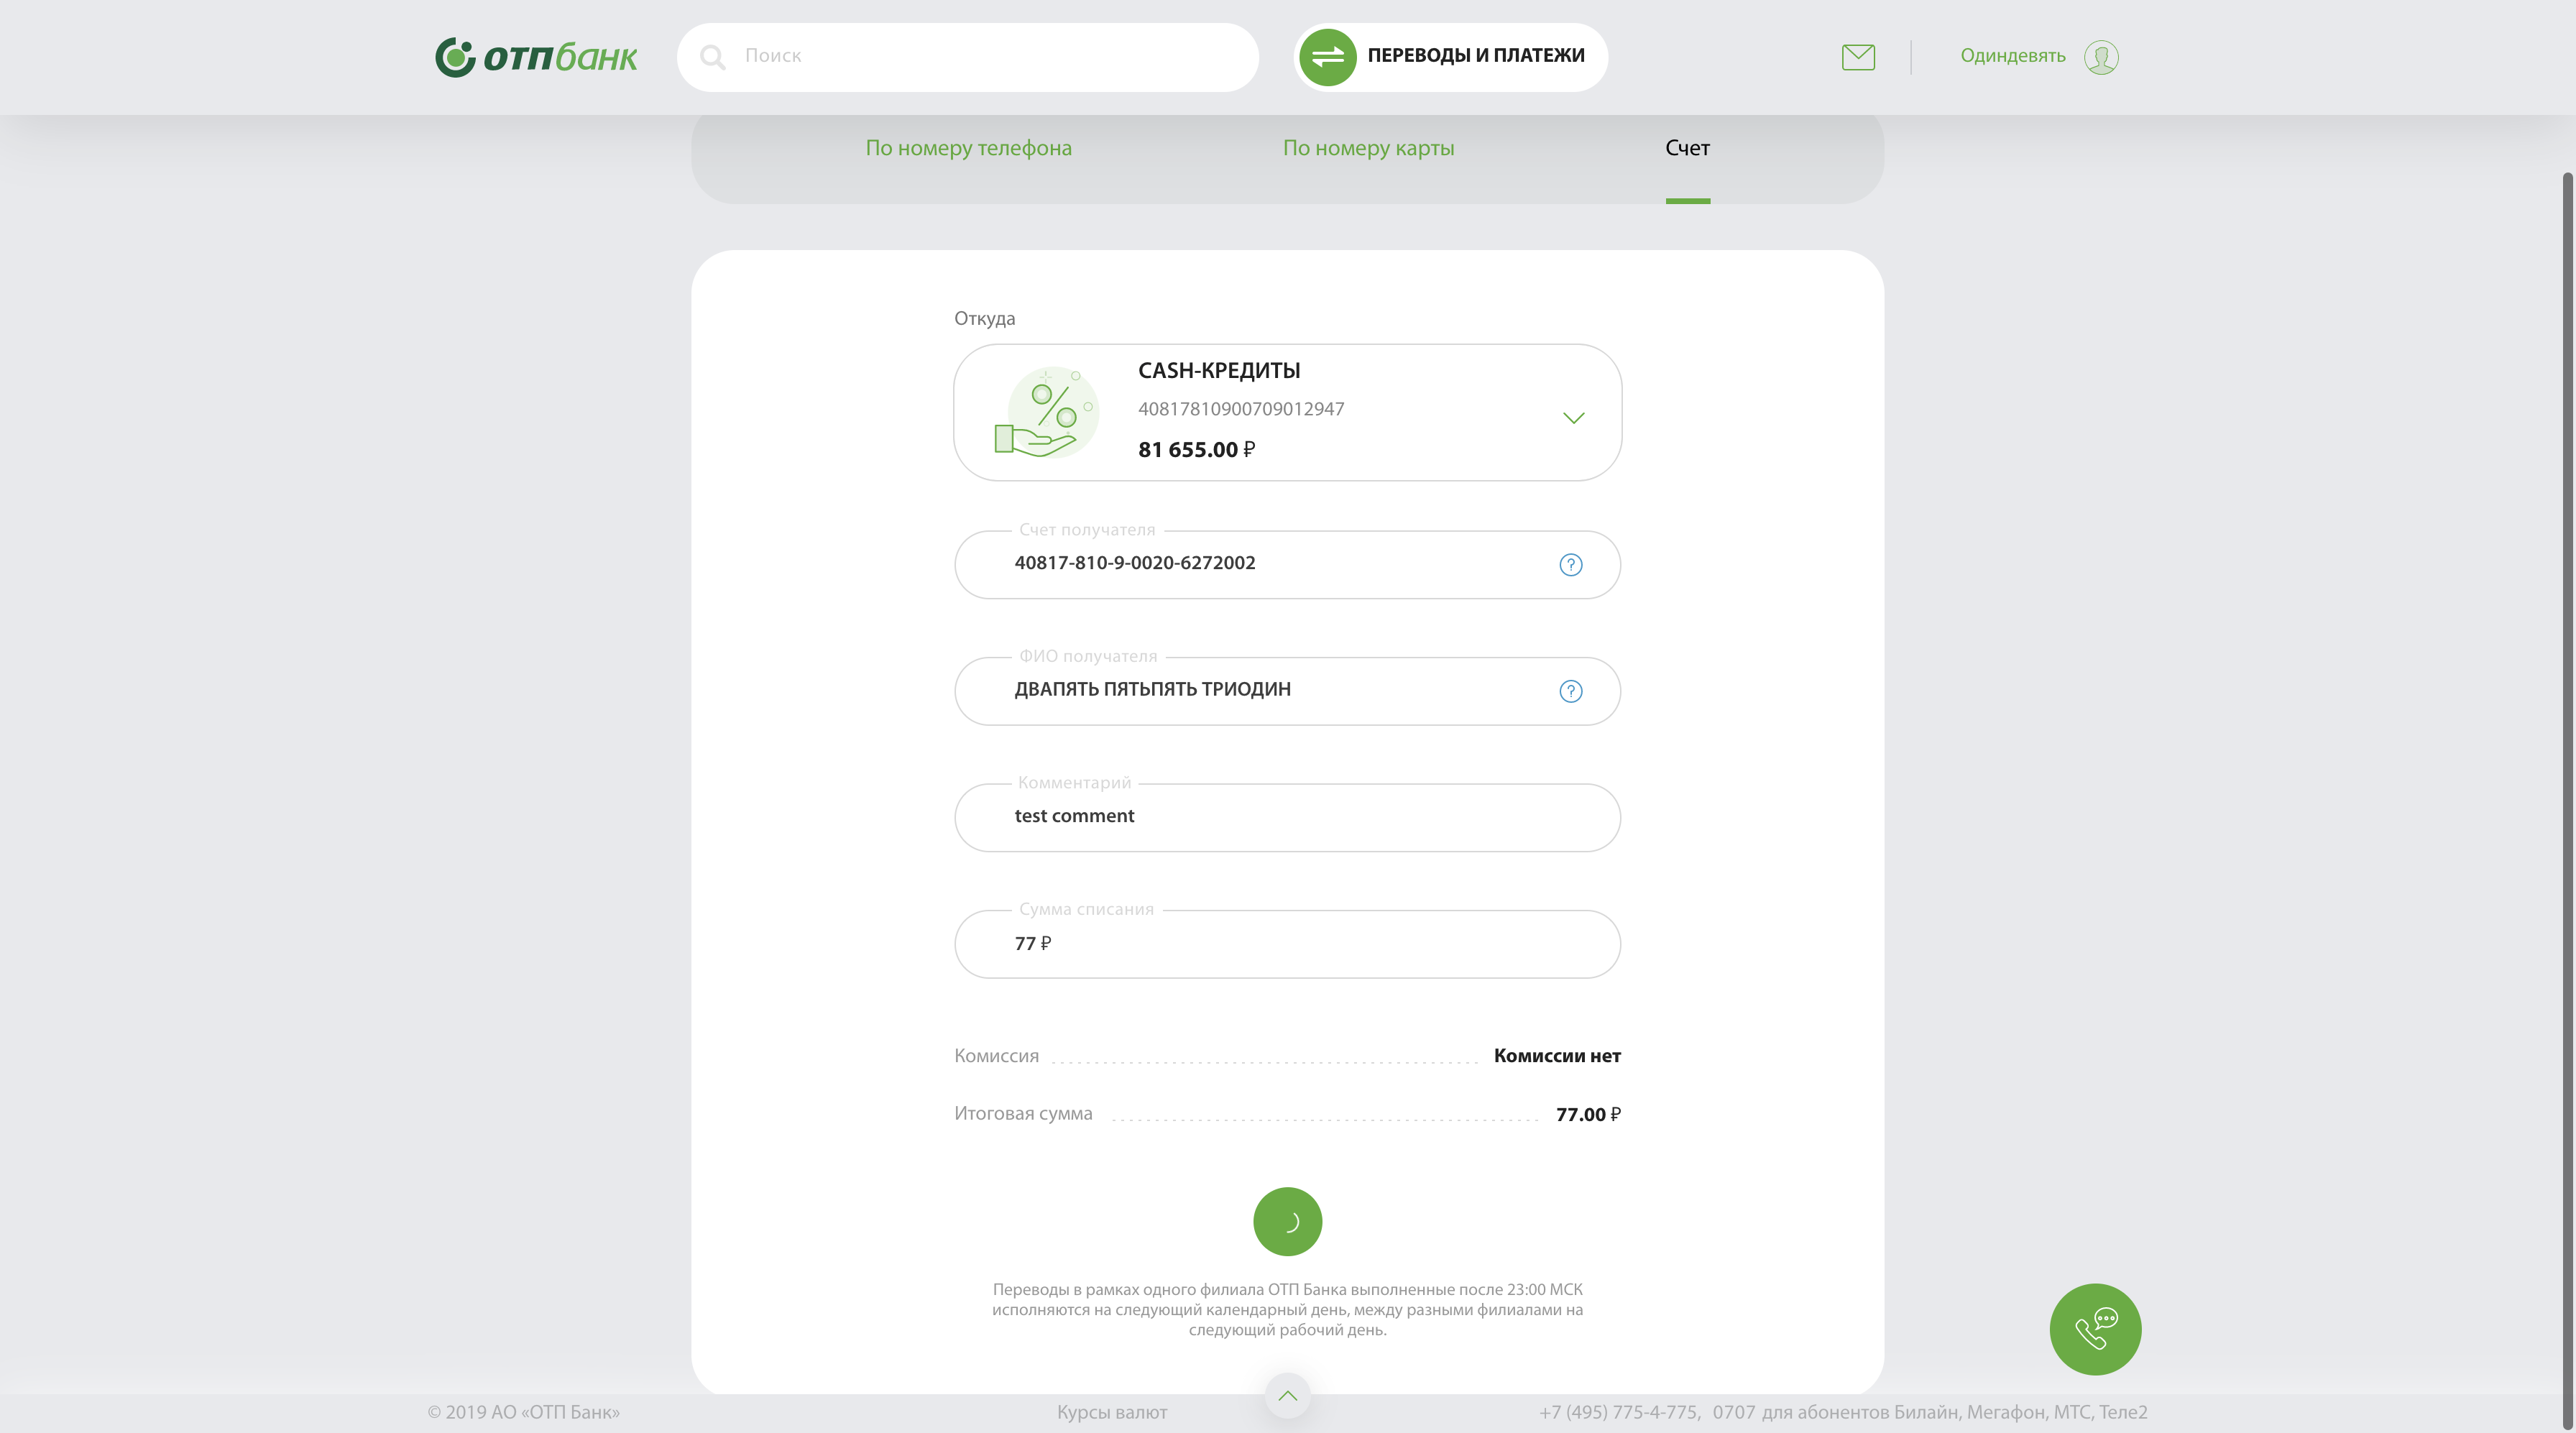 отпбанк
Поиск
ПЕРЕВОДЫ И ПЛАТЕЖИ
Одиндевять
По номеру телефона
По номеру карты
Счет
Откуда
CASH-КРЕДИТЫ
40817810900709012947
81 655.00 ₽
Счет получателя
40817-810-9-0020-6272002
?
ФИО получателя
ДВАПЯТЬ ПЯТЬПЯТЬ ТРИОДИН
?
Комментарий
test comment
Сумма списания
77 ₽
Комиссия
Комиссии нет
Итоговая сумма
77.00 ₽
Переводы в рамках одного филиала ОТП Банка выполненные после 23:00 МСК
исполняются на следующий календарный день, между разными филиалами на
следующий рабочий день.
© 2019 АО «ОТП Банк»
Курсы валют
+7 (495) 775-4-775, 0707 для абонентов Билайн, Мегафон, МТС, Теле2